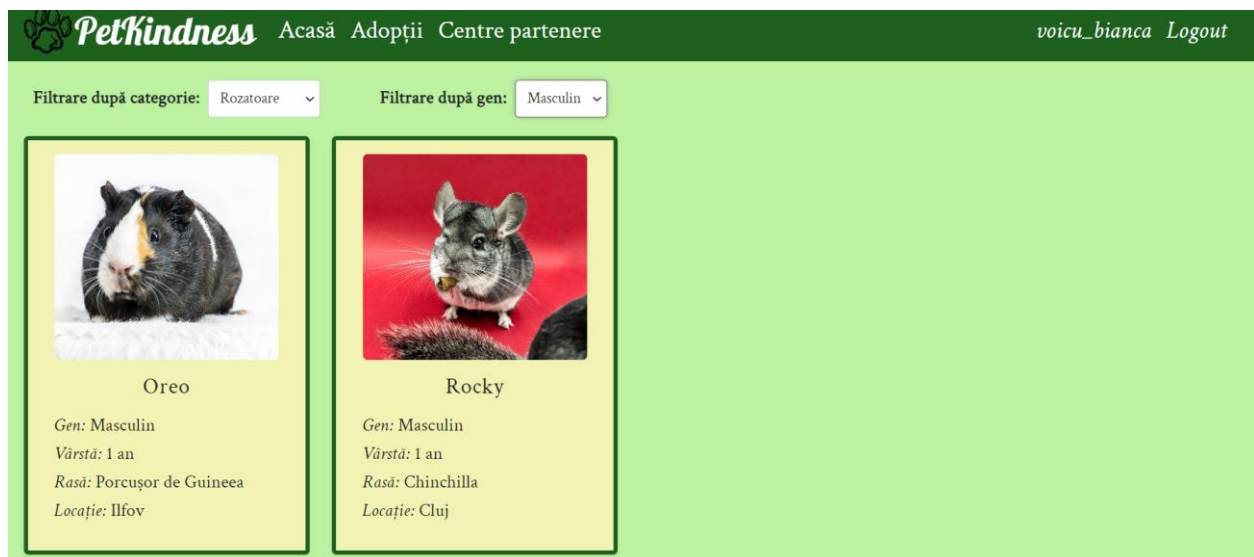 PetKindness Acasă Adopții Centre partenere voicu_bianca Logout
Filtrare după categorie: Rozatoare Filtrare după gen: Masculin
Oreo
Gen: Masculin
Vârstă: 1 an
Rasă: Porcușor de Guineea
Locație: Ilfov
Rocky
Gen: Masculin
Vârstă: 1 an
Rasă: Chinchilla
Locație: Cluj